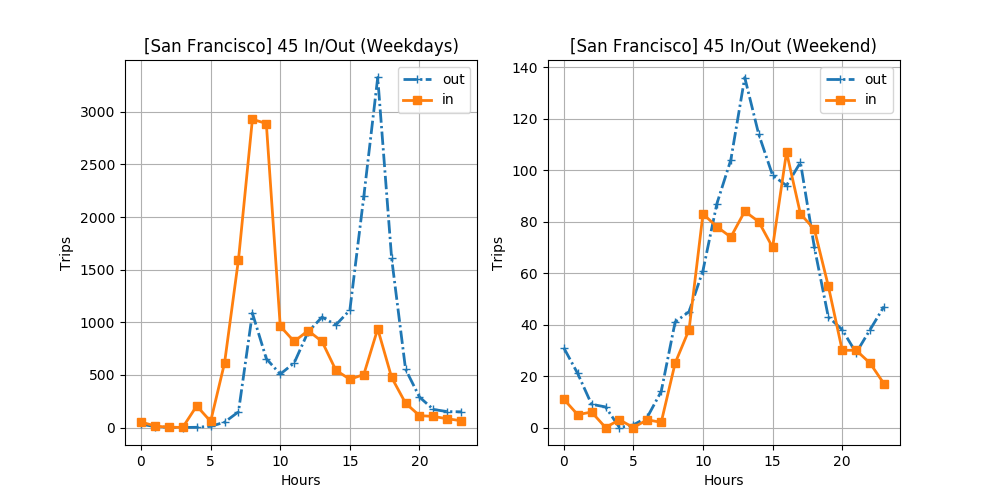 [San Francisco] 45 In/Out (Weekdays)
out
in
3000
2500
2000
1500
1000
500
0
Trips
0 5 10 15 20
Hours
[San Francisco] 45 In/Out (Weekend)
out
in
140
120
100
80
60
40
20
0
Trips
0 5 10 15 20
Hours